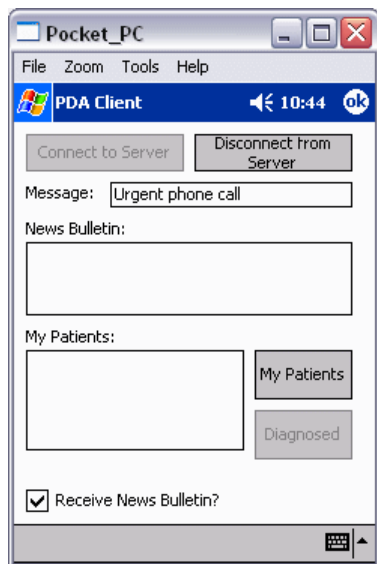 Pocket_PC
File Zoom Tools Help
PDA Client 10:44 ok
Connect to Server
Disconnect from
Server
Message: Urgent phone call
News Bulletin:
My Patients:
My Patients
Diagnosed
Receive News Bulletin?